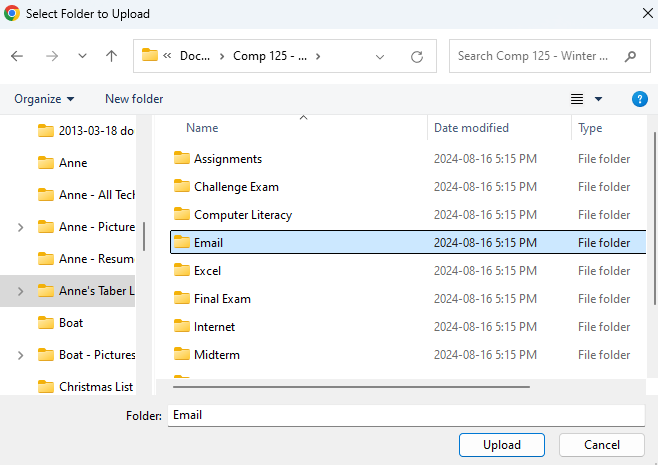 Select Folder to Upload
« Doc... Comp 125 - ...
Search Comp 125 - Winter ...
Organize New folder
Name Date modified Type
2013-03-18 do
Anne
Anne - All Tech
Anne - Picture
Anne - Resum
Anne's Taber L
Boat
Boat - Pictures
Christmas List
Assignments 2024-08-16 5:15 PM File folder
Challenge Exam 2024-08-16 5:15 PM File folder
Computer Literacy 2024-08-16 5:15 PM File folder
Email 2024-08-16 5:15 PM File folder
Excel 2024-08-16 5:15 PM File folder
Final Exam 2024-08-16 5:15 PM File folder
Internet 2024-08-16 5:15 PM File folder
Midterm 2024-08-16 5:15 PM File folder
Folder: Email
Upload Cancel